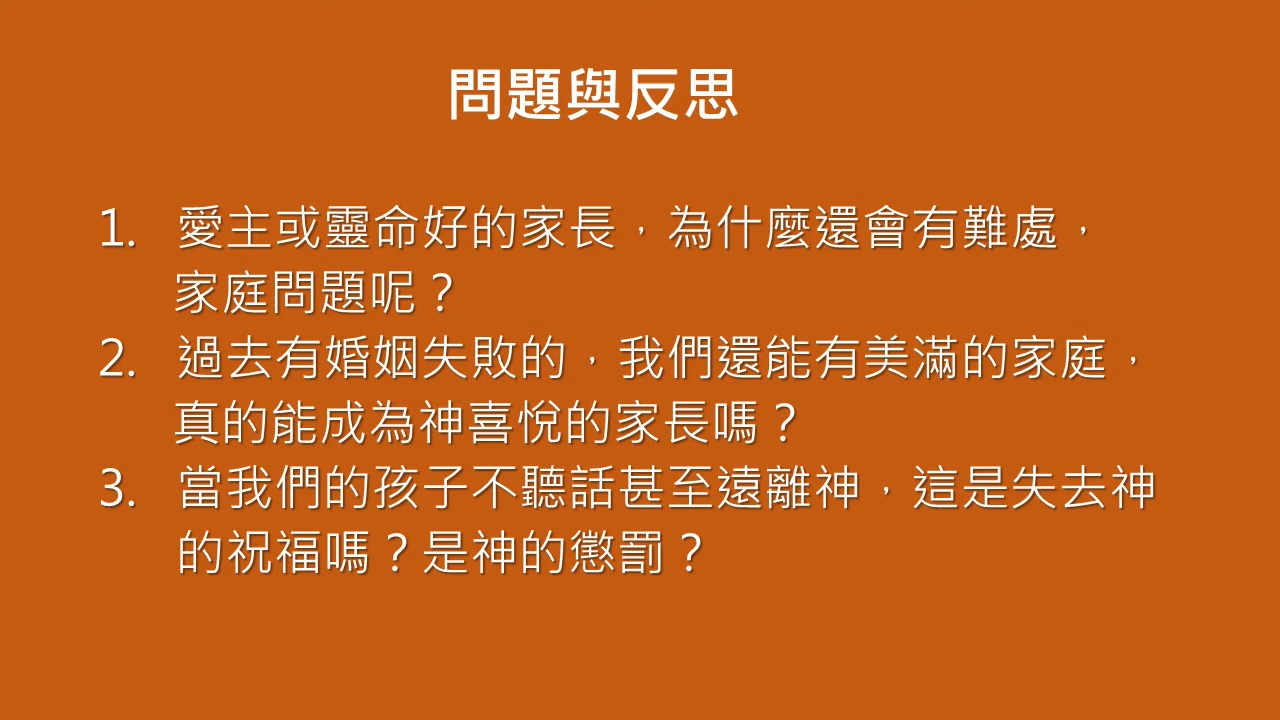 問題與反思
1. 愛主或靈命好的家長，為什麼還會有難處，
家庭問題呢？
2. 過去有婚姻失敗的，我們還能有美滿的家庭，
真的能成為神喜悅的家長嗎？
3. 當我們的孩子不聽話甚至遠離神，這是失去神
的祝福嗎？是神的懲罰？